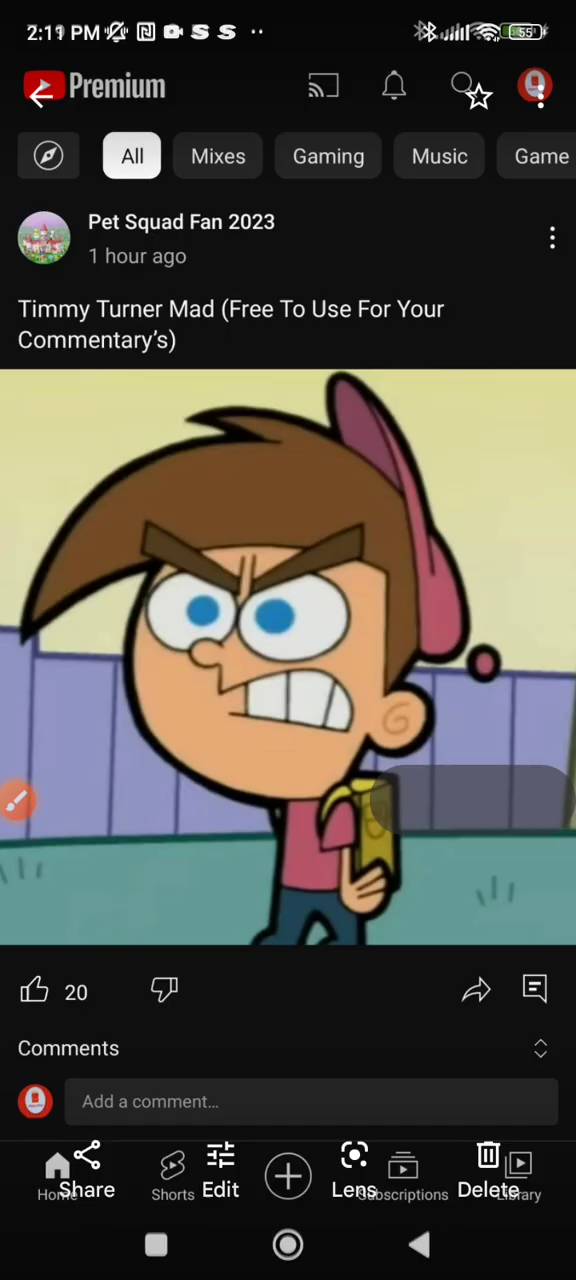 2:11 PM
55
Premium
All
Mixes
Gaming
Music
Game
Pet Squad Fan 2023
1 hour ago
Timmy Turner Mad (Free To Use For Your
Commentary's)
20
Comments
Add a comment...
Home
Shorts
Subscriptions
Library
Share
Edit
Lens
Delete